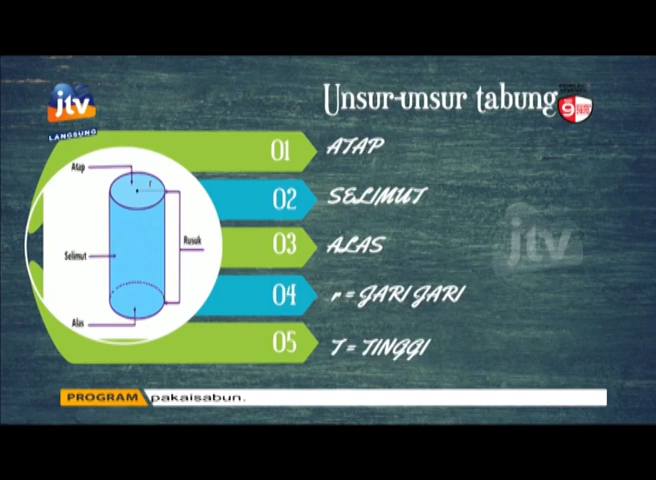 jtv
LANGSUNG
Unsur-unsur tabung
9
01 ATAP
02 SELIMUT
03 ALAS
04 r = JARI JARI
05 T = TINGGI
Atap
r
Rusuk
Selimut
Alas
jtv
PROGRAM pakaisabun.